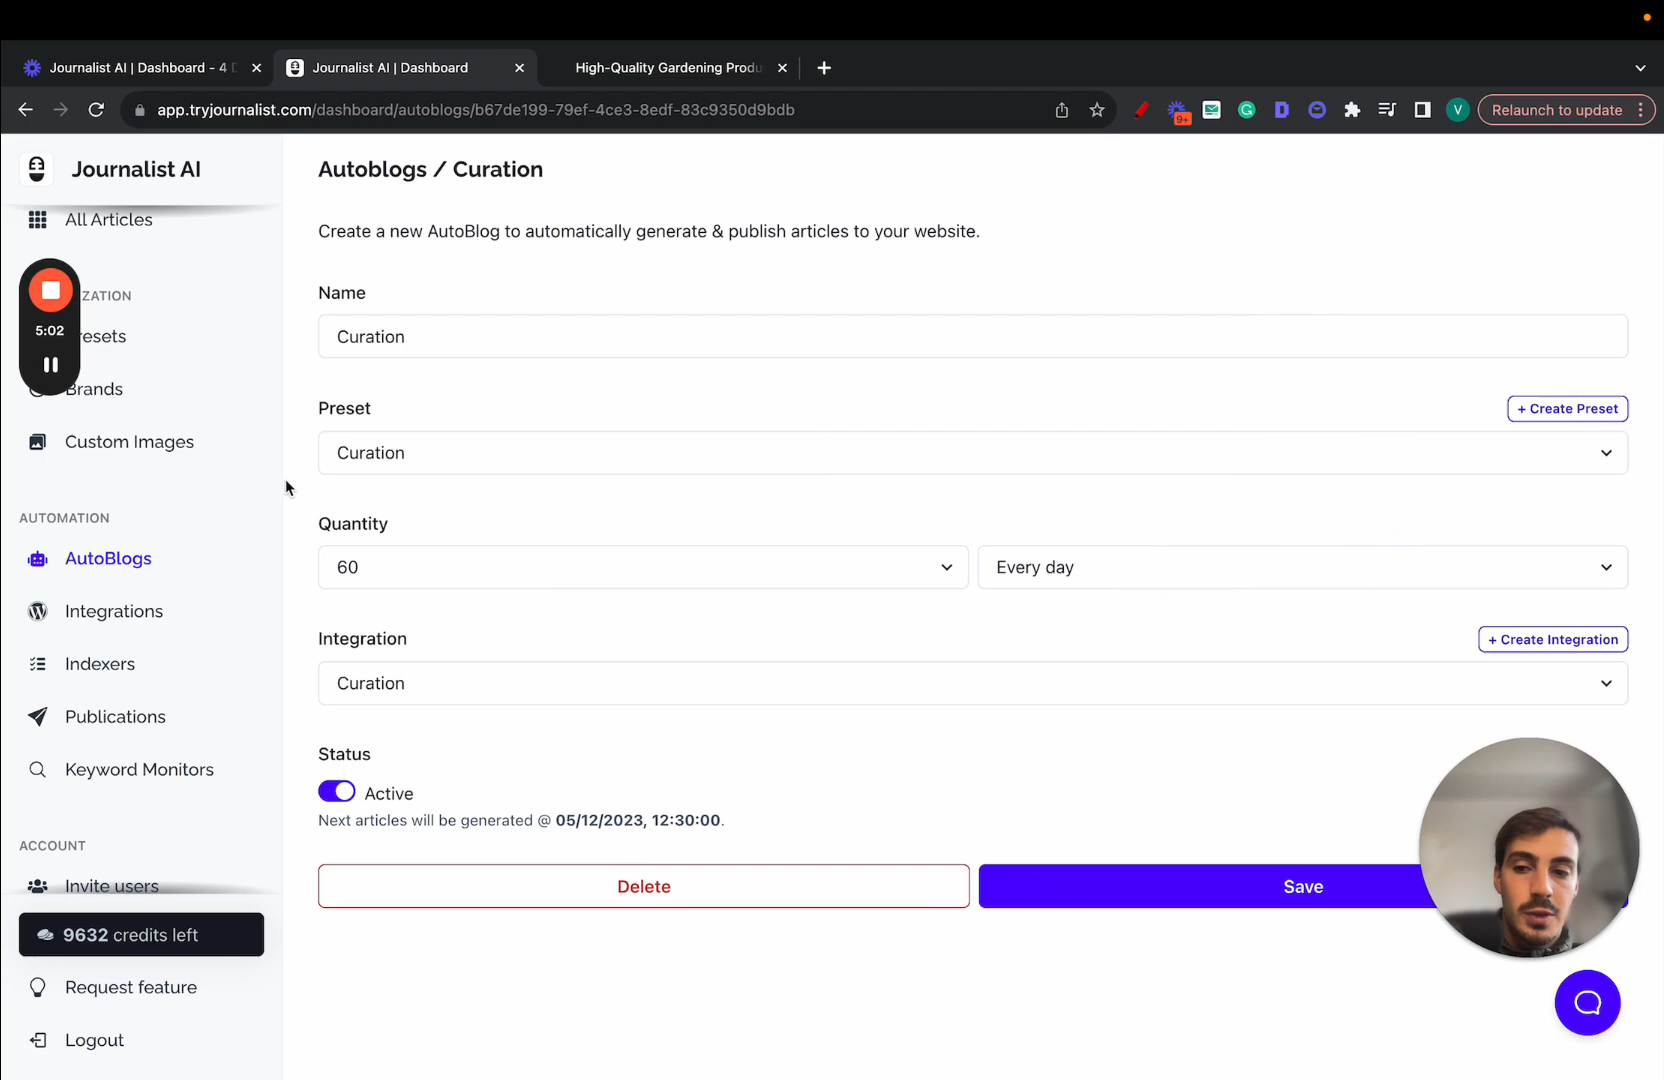 Journalist AI | Dashboard - 4 D
Journalist AI | Dashboard
High-Quality Gardening Produ
app.tryjournalist.com/dashboard/autoblogs/b67de199-79ef-4ce3-8edf-83c9350d9bdb
9+
V
Relaunch to update
Journalist AI
All Articles
ZATION
5:02
resets
Brands
Custom Images
AUTOMATION
AutoBlogs
Integrations
Indexers
Publications
Keyword Monitors
ACCOUNT
Invite users
9632 credits left
Request feature
Logout
Autoblogs / Curation
Create a new AutoBlog to automatically generate & publish articles to your website.
Name
Curation
Preset
+ Create Preset
Curation
Quantity
60
Every day
Integration
+ Create Integration
Curation
Status
Active
Next articles will be generated @ 05/12/2023, 12:30:00.
Delete
Save